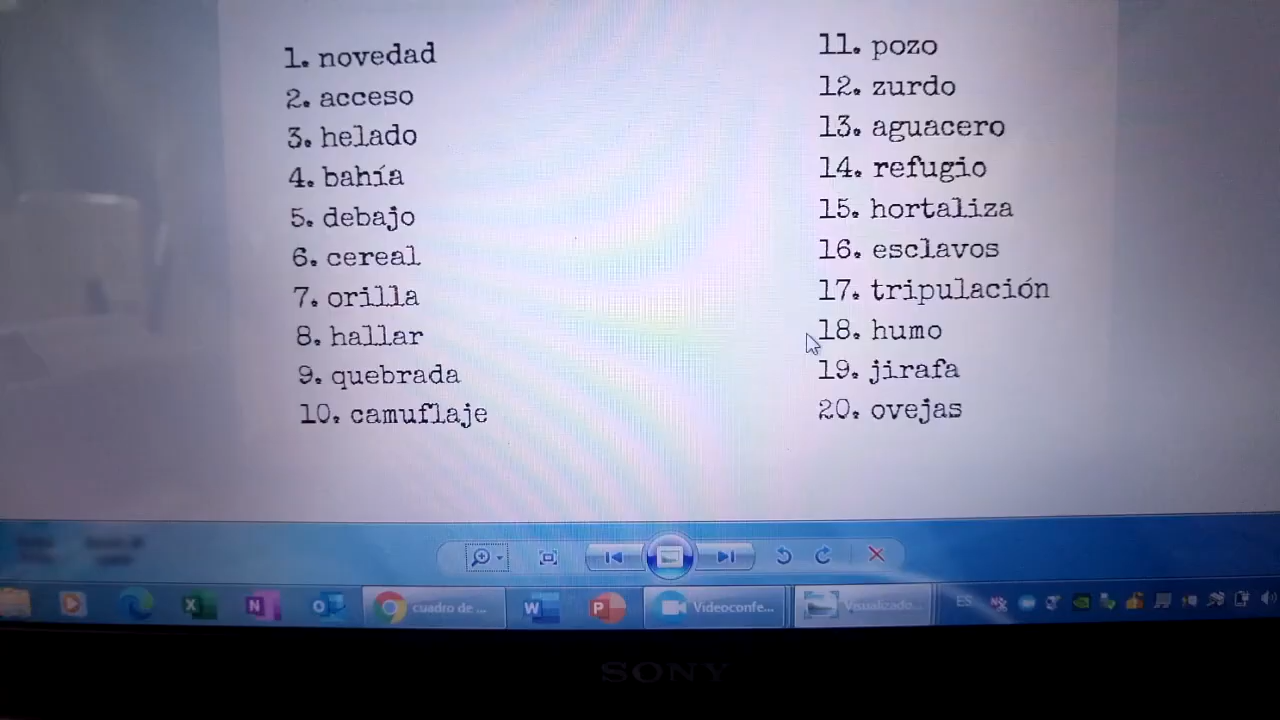 1. novedad
2. acceso
3. helado
4. bahía
5. debajo
6. cereal
7. orilla
8. hallar
9. quebrada
10. camuflaje
11. pozo
12. zurdo
13. aguacero
14. refugio
15. hortaliza
16. esclavos
17. tripulación
18. humo
19. jirafa
20. ovejas
cuadro de ...
Videoconfe...
Visualizado...
ES
SONY